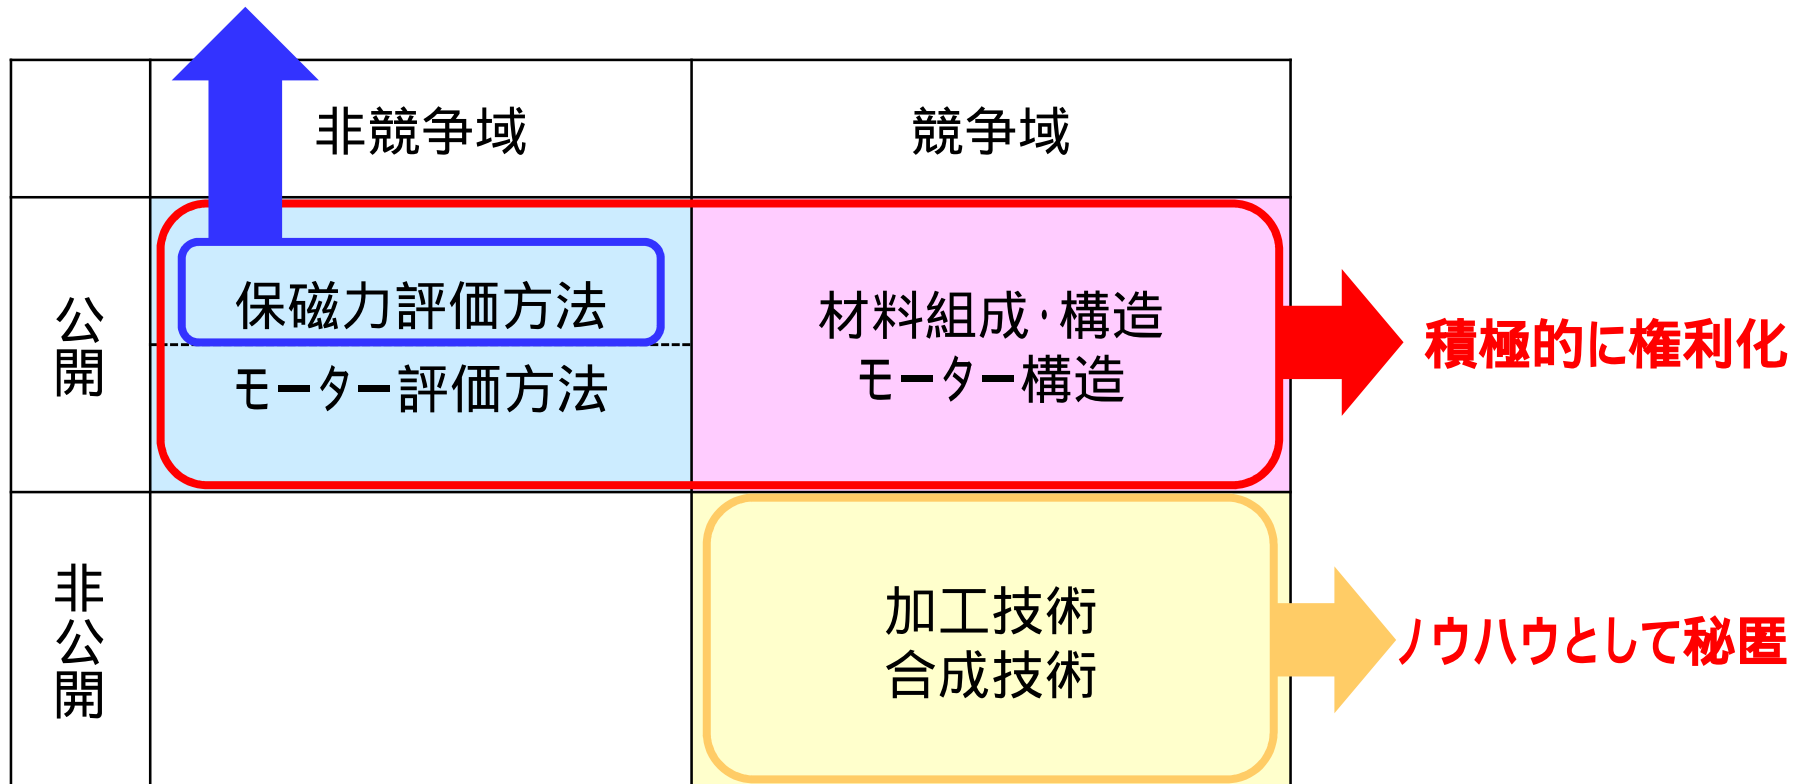 非競争域
競争域
公開
保磁力評価方法
モーター評価方法
材料組成・構造
モーター構造
積極的に権利化
非公開
加工技術
合成技術
ノウハウとして秘匿